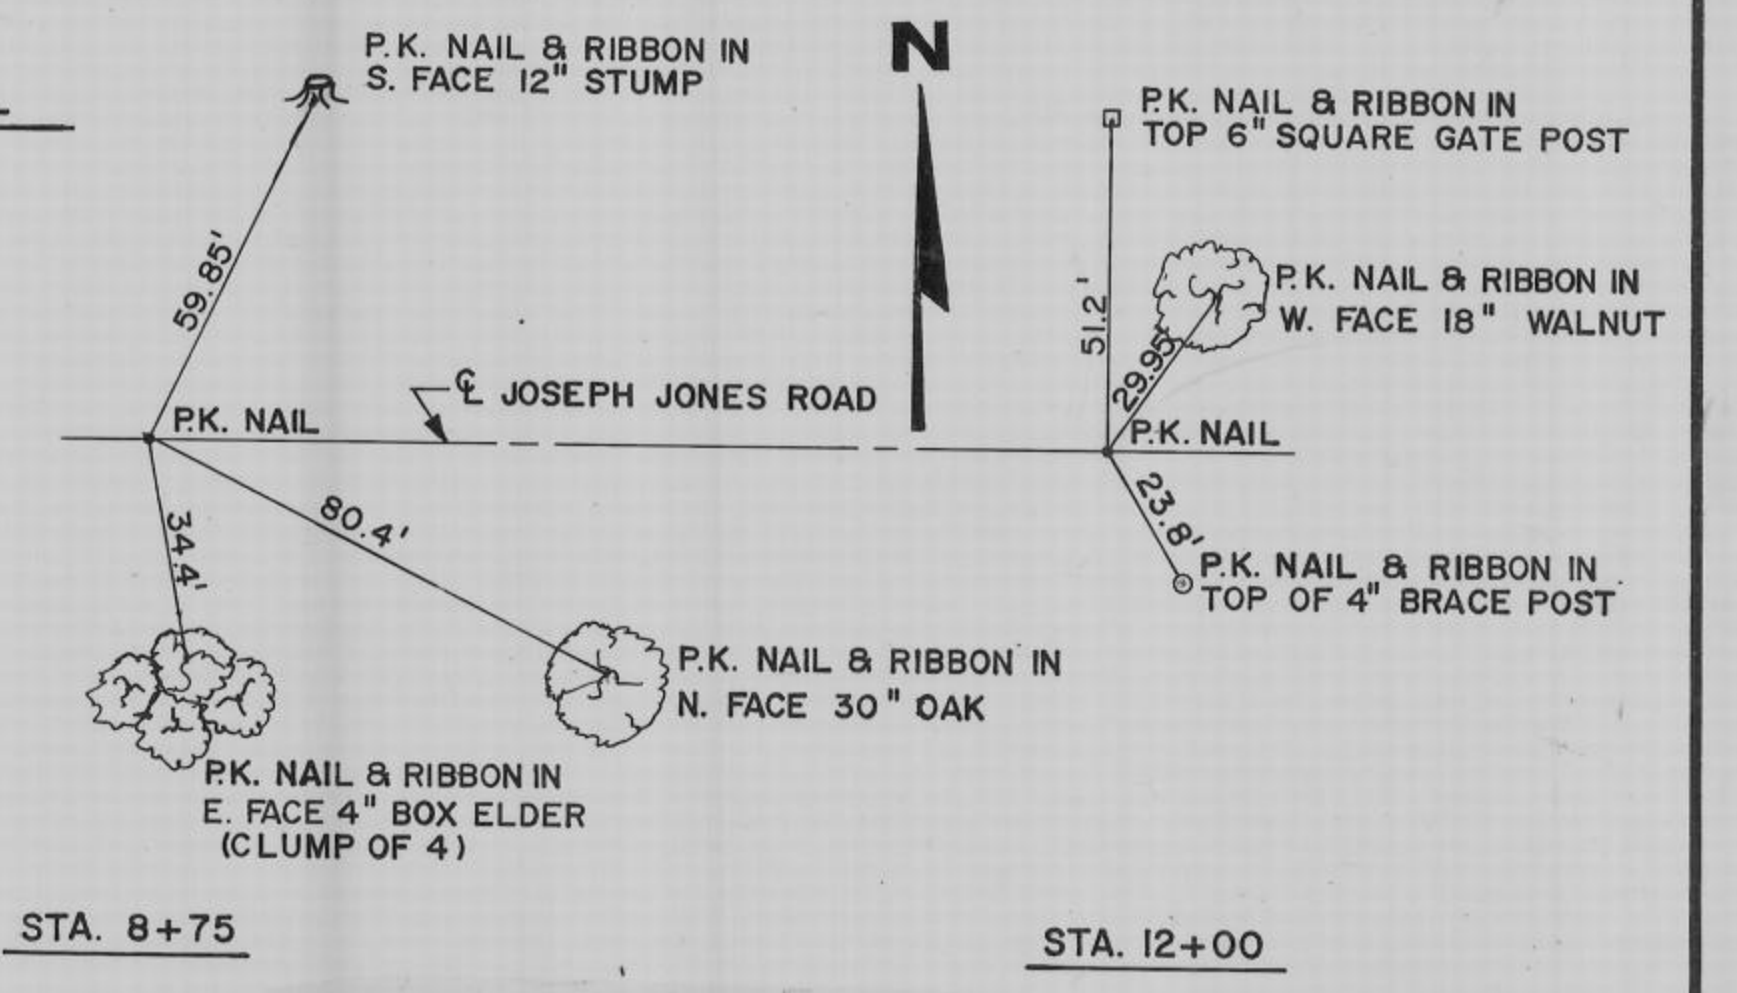 P.K. NAIL & RIBBON IN
S. FACE 12" STUMP
N
P.K. NAIL & RIBBON IN
TOP 6" SQUARE GATE POST
59.85'
51.2'
P.K. NAIL & RIBBON IN
W. FACE 18" WALNUT
29.95'
℄ JOSEPH JONES ROAD
P.K. NAIL
P.K. NAIL
34.4'
80.4'
23.8'
P.K. NAIL & RIBBON IN
TOP OF 4" BRACE POST
P.K. NAIL & RIBBON IN
N. FACE 30" OAK
P.K. NAIL & RIBBON IN
E. FACE 4" BOX ELDER
(CLUMP OF 4)
STA. 8+75
STA. 12+00